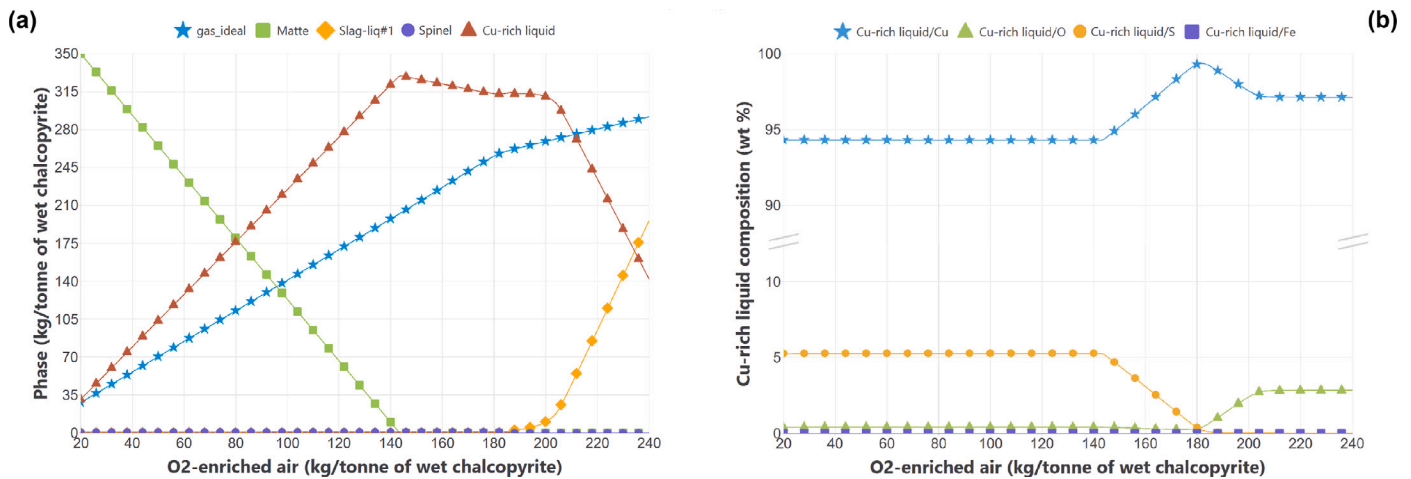 (a)
gas_ideal Matte Slag-liq#1 Spinel Cu-rich liquid
Phase (kg/tonne of wet chalcopyrite)
350
315
280
245
210
175
140
105
70
35
0
20 40 60 80 100 120 140 160 180 200 220 240
O2-enriched air (kg/tonne of wet chalcopyrite)
(b)
Cu-rich liquid/Cu Cu-rich liquid/O Cu-rich liquid/S Cu-rich liquid/Fe
Cu-rich liquid composition (wt %)
100
95
90
10
5
0
20 40 60 80 100 120 140 160 180 200 220 240
O2-enriched air (kg/tonne of wet chalcopyrite)